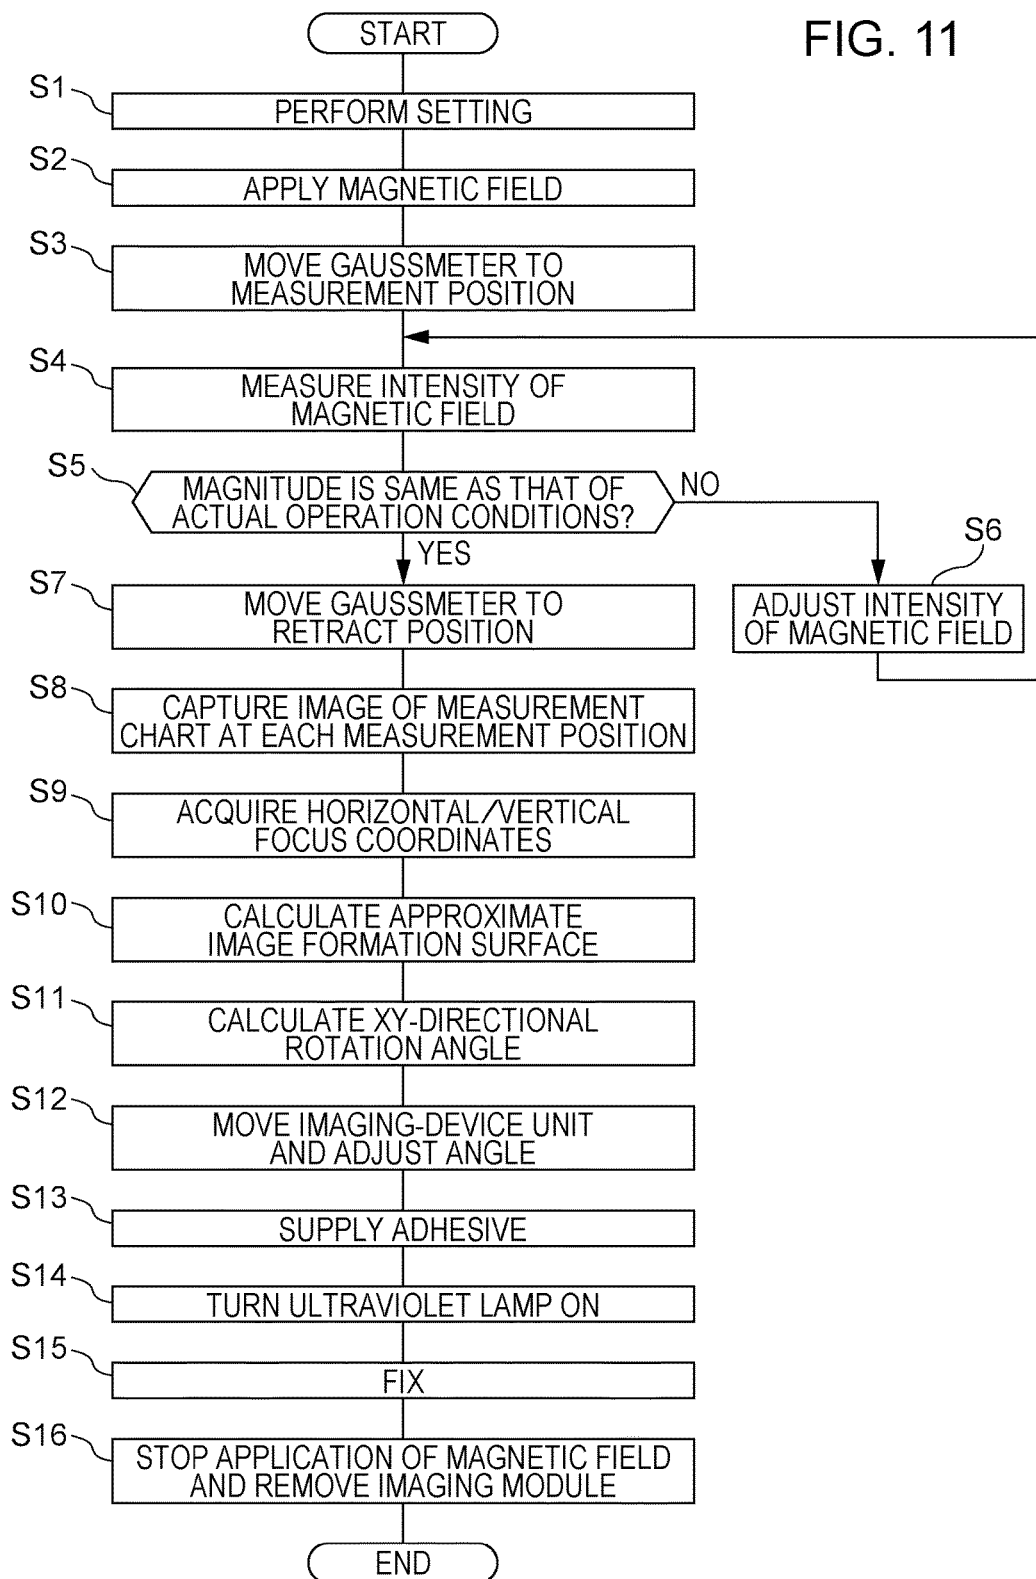 START
FIG. 11
S1
PERFORM SETTING
S2
APPLY MAGNETIC FIELD
S3
MOVE GAUSSMETER TO
MEASUREMENT POSITION
S4
MEASURE INTENSITY OF
MAGNETIC FIELD
S5
MAGNITUDE IS SAME AS THAT OF
ACTUAL OPERATION CONDITIONS?
NO
YES
S6
ADJUST INTENSITY
OF MAGNETIC FIELD
S7
MOVE GAUSSMETER TO
RETRACT POSITION
S8
CAPTURE IMAGE OF MEASUREMENT
CHART AT EACH MEASUREMENT POSITION
S9
ACQUIRE HORIZONTAL/VERTICAL
FOCUS COORDINATES
S10
CALCULATE APPROXIMATE
IMAGE FORMATION SURFACE
S11
CALCULATE XY-DIRECTIONAL
ROTATION ANGLE
S12
MOVE IMAGING-DEVICE UNIT
AND ADJUST ANGLE
S13
SUPPLY ADHESIVE
S14
TURN ULTRAVIOLET LAMP ON
S15
FIX
S16
STOP APPLICATION OF MAGNETIC FIELD
AND REMOVE IMAGING MODULE
END